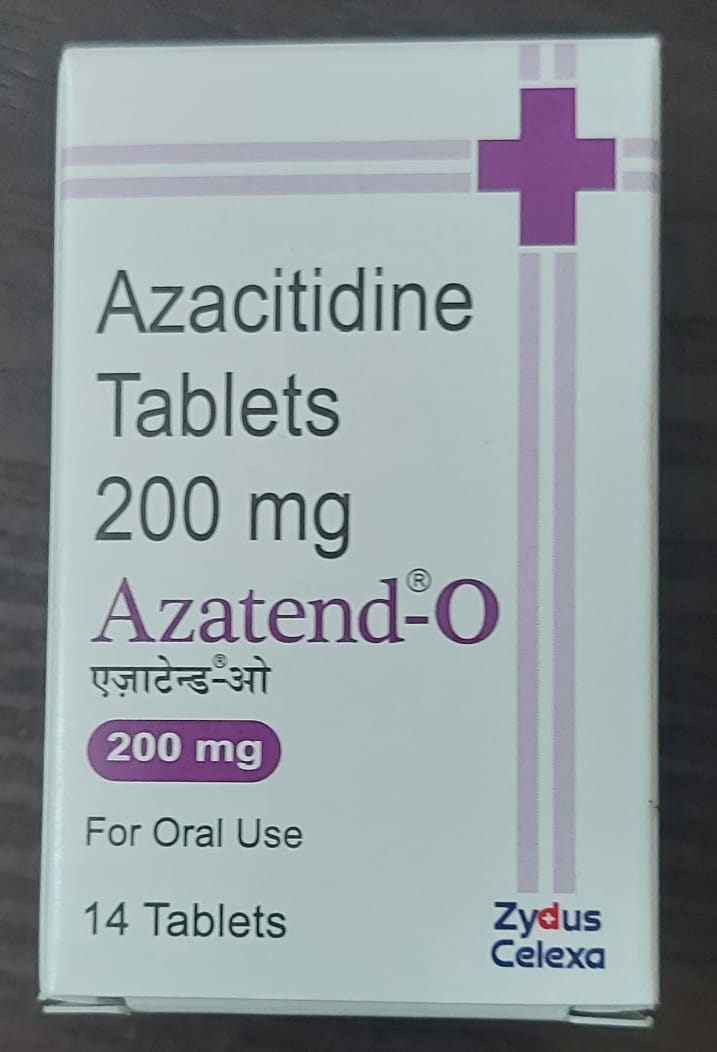 Azacitidine
Tablets
200 mg
Azatend®-O
एज़ाटेन्ड®-ओ
200 mg
For Oral Use
14 Tablets
Zydus
Celexa